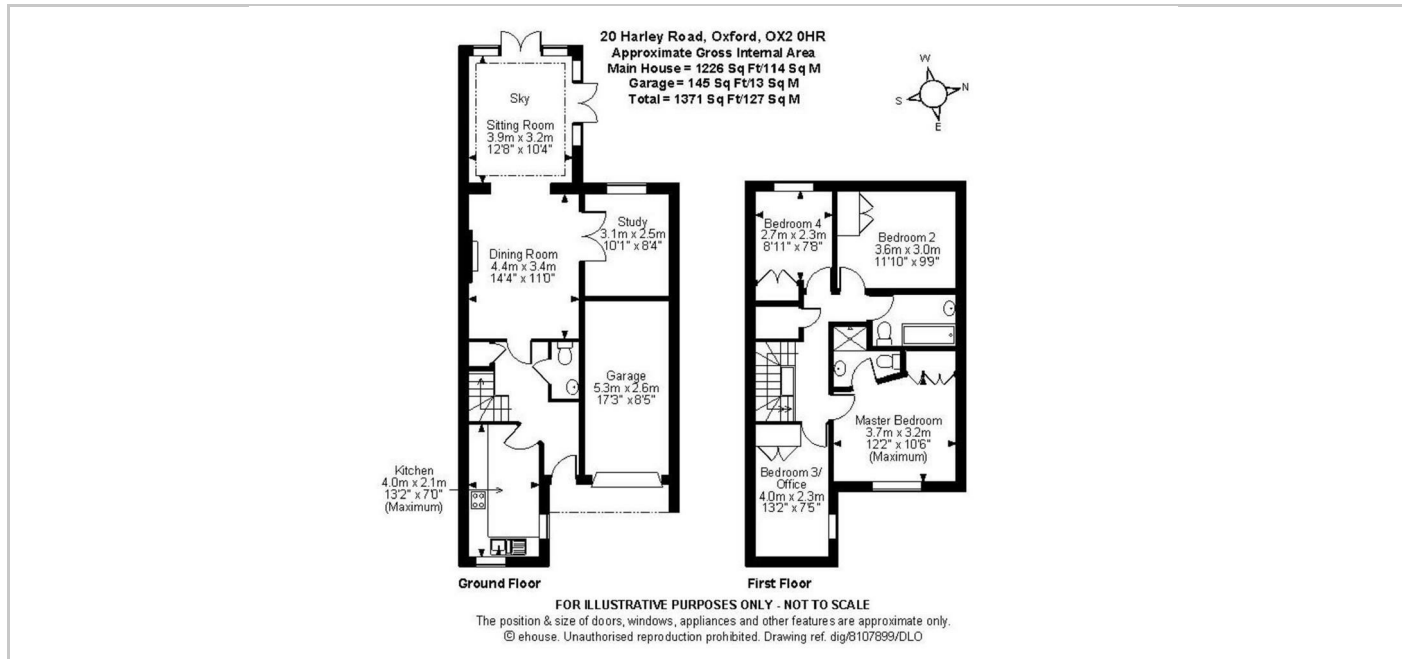 20 Harley Road, Oxford, OX2 0HR
Approximate Gross Internal Area
Main House = 1226 Sq Ft/114 Sq M
Garage = 145 Sq Ft/13 Sq M
Total = 1371 Sq Ft/127 Sq M
W
N
S
E
Sky
Sitting Room
3.9m x 3.2m
12'8" x 10'4"
Study
3.1m x 2.5m
10'1" x 8'4"
Dining Room
4.4m x 3.4m
14'4" x 11'0"
Garage
5.3m x 2.6m
17'3" x 8'5"
Kitchen
4.0m x 2.1m
13'2" x 7'0"
(Maximum)
Ground Floor
Bedroom 4
2.7m x 2.3m
8'11" x 7'8"
Bedroom 2
3.6m x 3.0m
11'10" x 9'9"
Master Bedroom
3.7m x 3.2m
12'2" x 10'6"
(Maximum)
Bedroom 3/
Office
4.0m x 2.3m
13'2" x 7'5"
First Floor
FOR ILLUSTRATIVE PURPOSES ONLY - NOT TO SCALE
The position & size of doors, windows, appliances and other features are approximate only.
© ehouse. Unauthorised reproduction prohibited. Drawing ref. dig/8107899/DLO